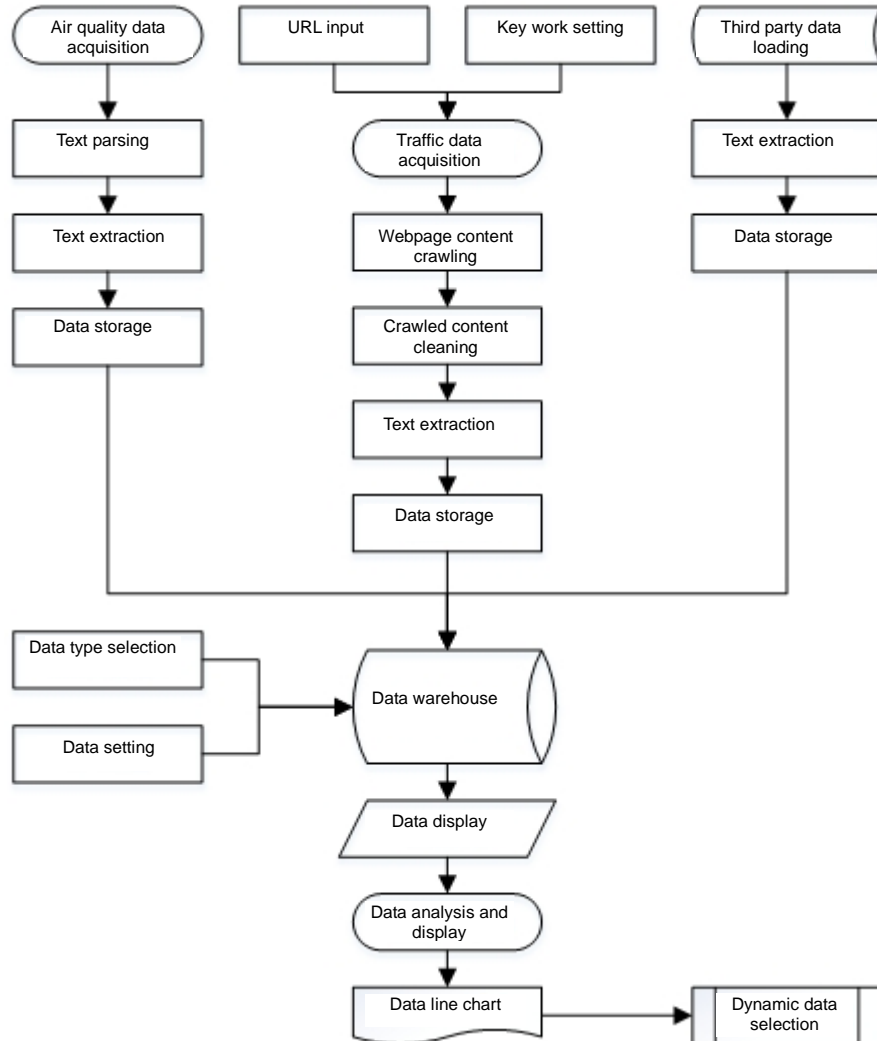 Air quality data
acquisition
URL input
Key work setting
Third party data
loading
Text parsing
Traffic data
acquisition
Text extraction
Text extraction
Webpage content
crawling
Data storage
Data storage
Crawled content
cleaning
Text extraction
Data storage
Data type selection
Data warehouse
Data setting
Data display
Data analysis and
display
Data line chart
Dynamic data
selection